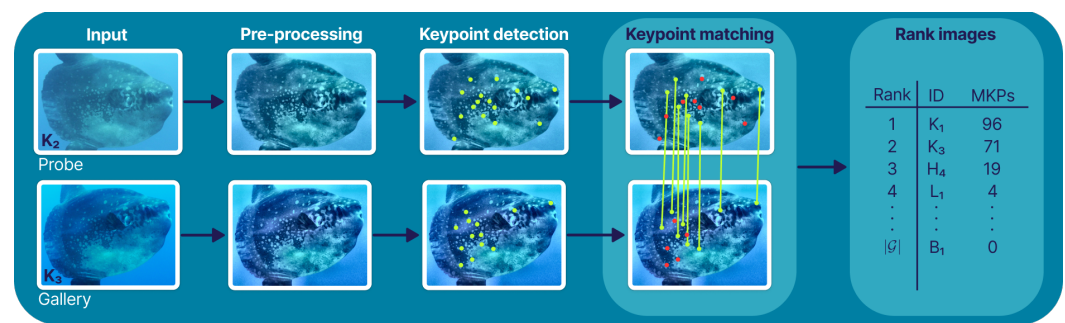 Input
Pre-processing
Keypoint detection
Keypoint matching
Rank images
K₂
Probe
K₃
Gallery
Rank ID MKPs
1 K₁ 96
2 K₃ 71
3 H₄ 19
4 L₁ 4
. . .
. . .
. . .
|𝒢| B₁ 0